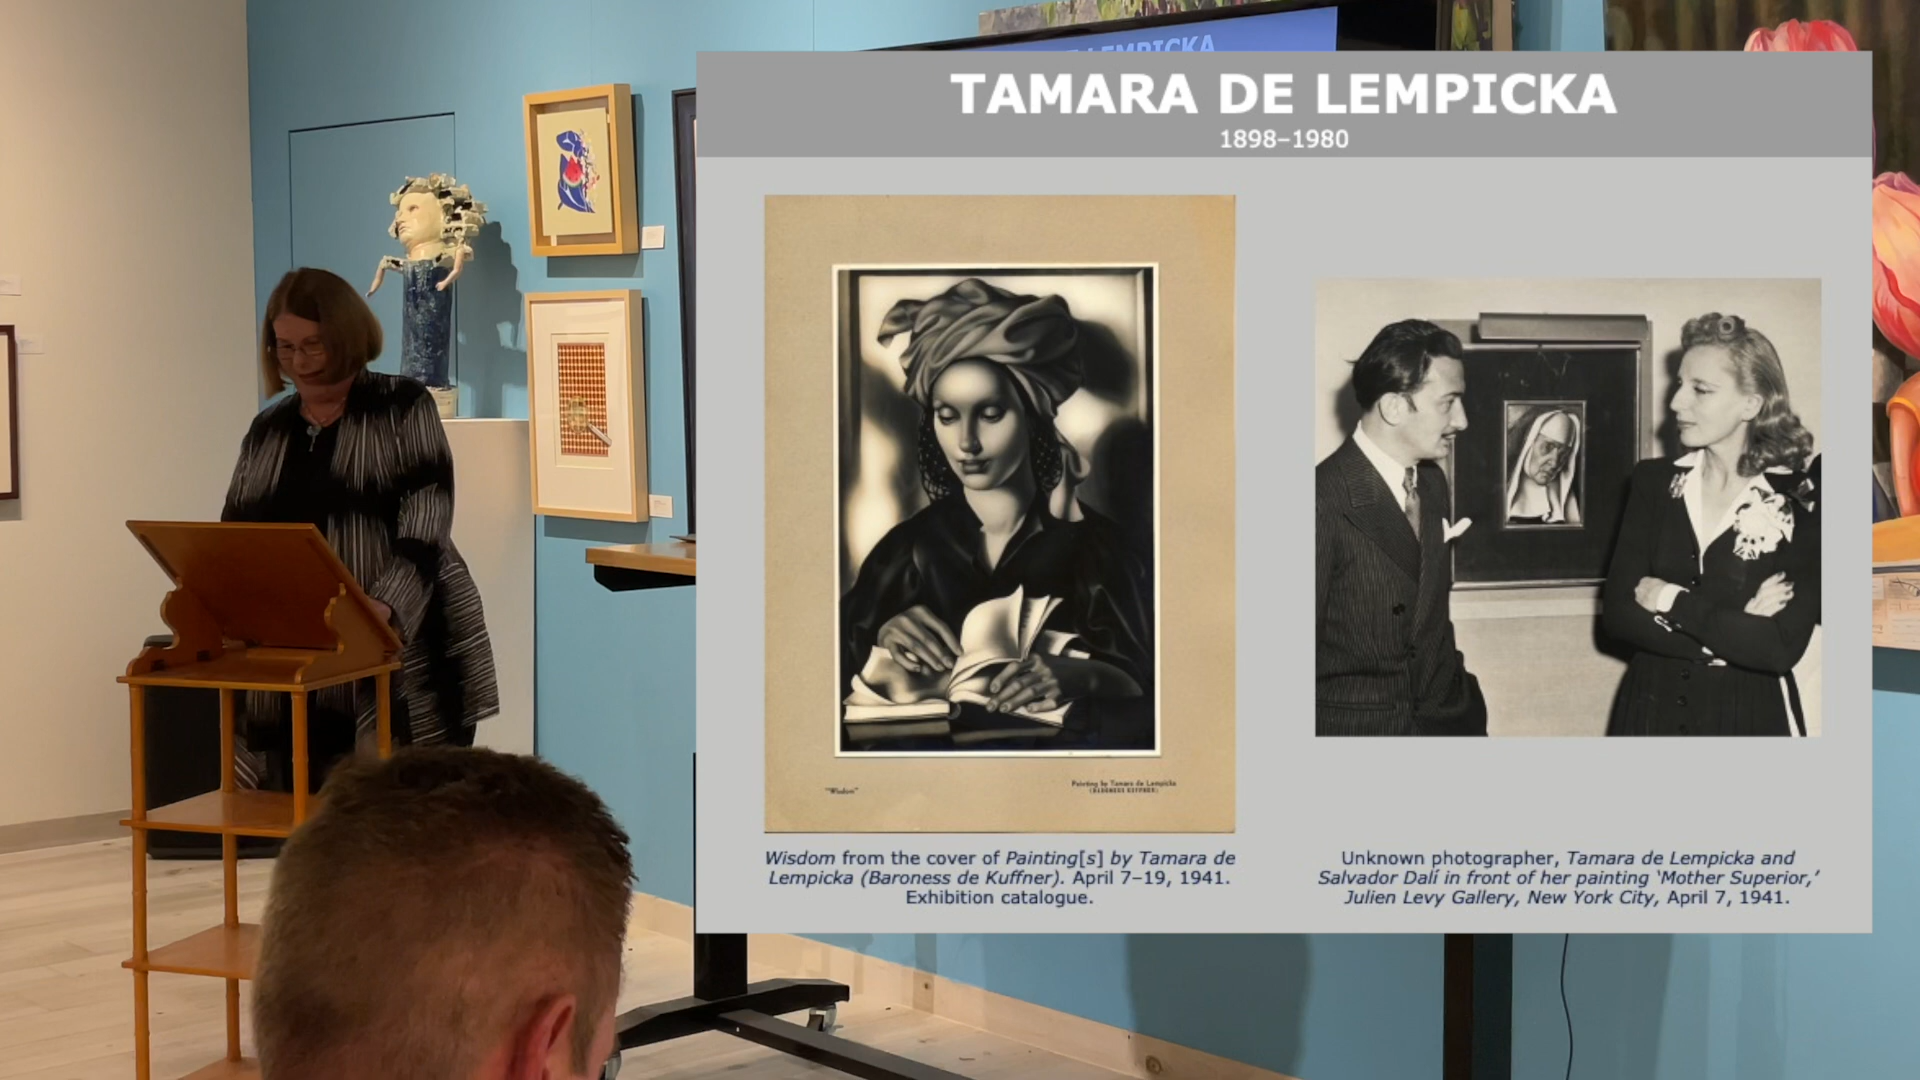 LEMPICKA
TAMARA DE LEMPICKA
1898–1980
"Wisdom"
Painting by Tamara de Lempicka
(BARONESS KUFFNER)
Wisdom from the cover of Painting[s] by Tamara de
Lempicka (Baroness de Kuffner). April 7–19, 1941.
Exhibition catalogue.
Unknown photographer, Tamara de Lempicka and
Salvador Dalí in front of her painting ‘Mother Superior,’
Julien Levy Gallery, New York City, April 7, 1941.